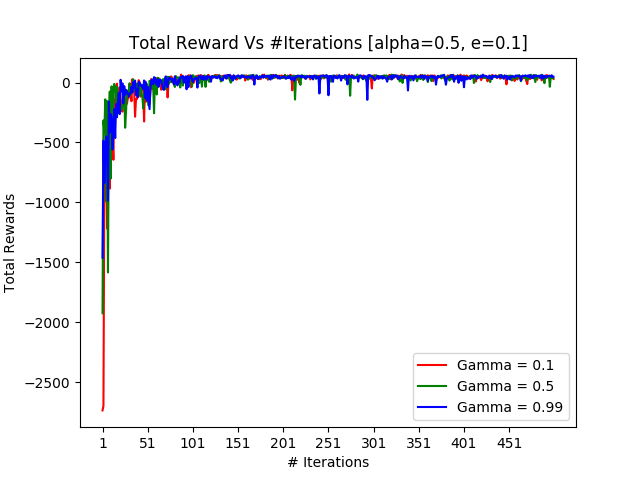 Total Reward Vs #Iterations [alpha=0.5, e=0.1]
Total Rewards
0
−500
−1000
−1500
−2000
−2500
Gamma = 0.1
Gamma = 0.5
Gamma = 0.99
1 51 101 151 201 251 301 351 401 451
# Iterations